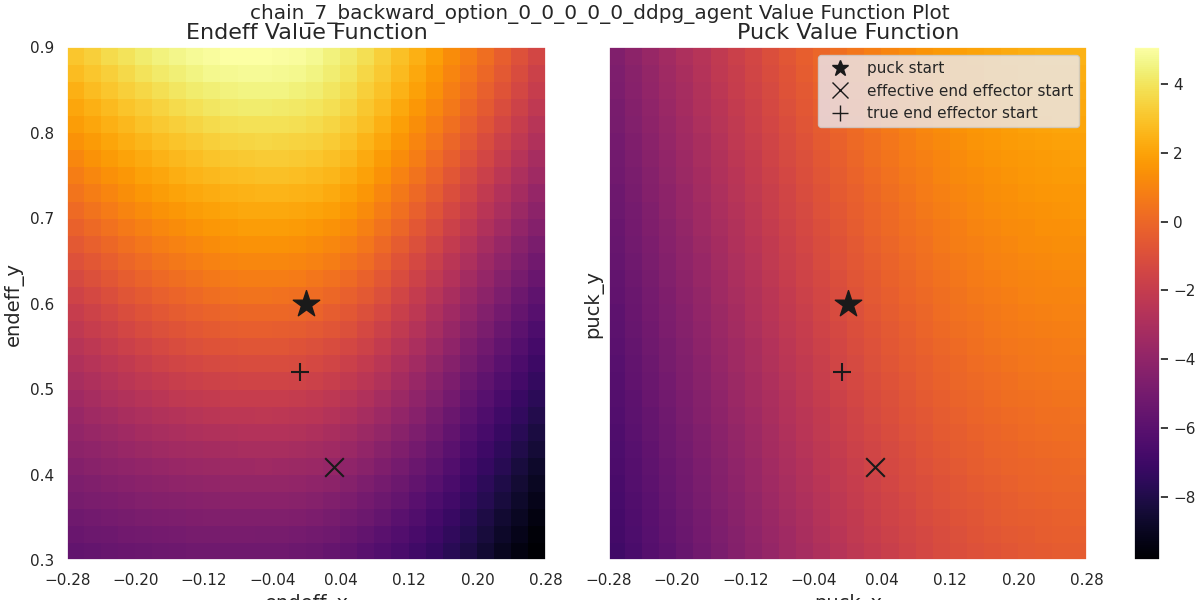 chain_7_backward_option_0_0_0_0_0_ddpg_agent Value Function Plot
Endeff Value Function
Puck Value Function
puck start
effective end effector start
true end effector start
endeff_y
0.9
0.8
0.7
0.6
0.5
0.4
0.3
−0.28 −0.20 −0.12 −0.04 0.04 0.12 0.20 0.28
endeff_x
puck_y
−0.28 −0.20 −0.12 −0.04 0.04 0.12 0.20 0.28
puck_x
4
2
0
−2
−4
−6
−8